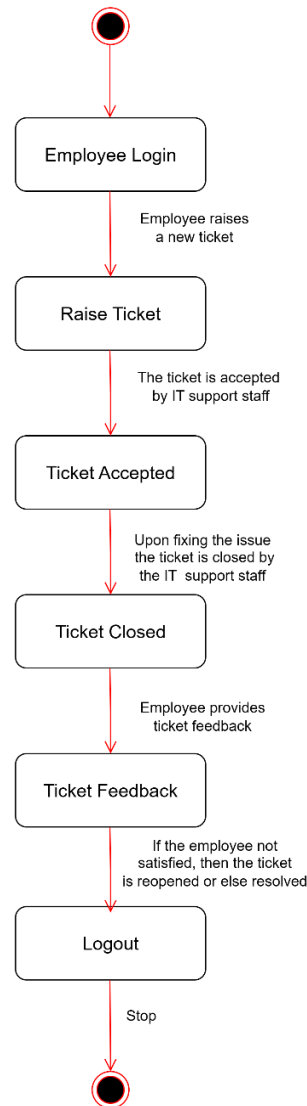 Employee Login
Employee raises
a new ticket
Raise Ticket
The ticket is accepted
by IT support staff
Ticket Accepted
Upon fixing the issue
the ticket is closed by
the IT support staff
Ticket Closed
Employee provides
ticket feedback
Ticket Feedback
If the employee not
satisfied, then the ticket
is reopened or else resolved
Logout
Stop